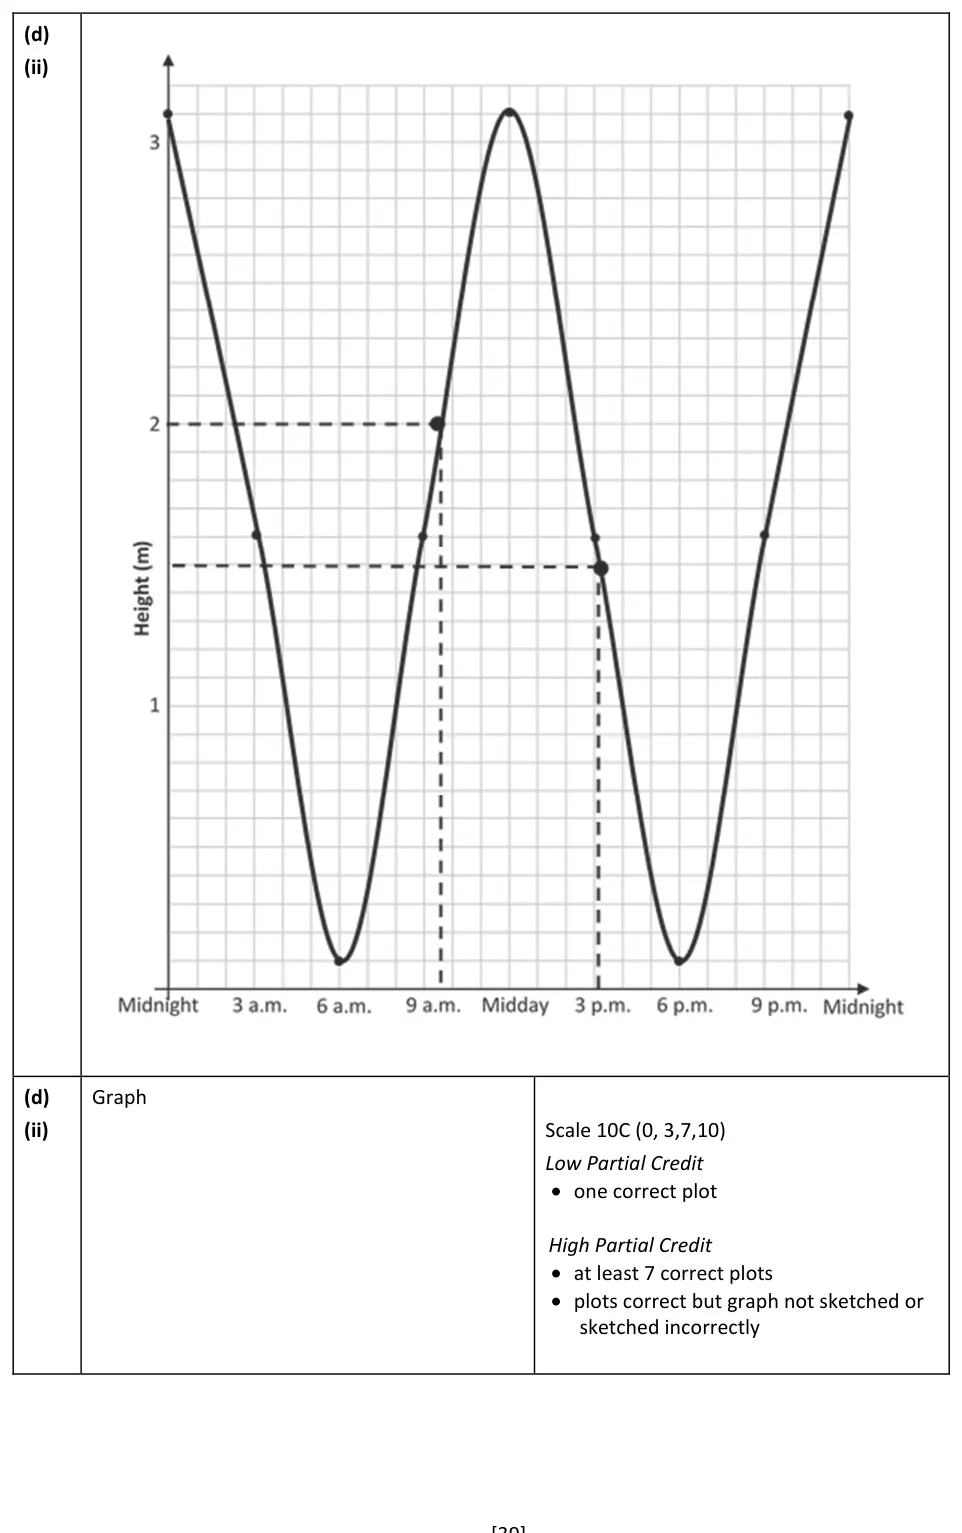 (d)
(ii)
3
2
Height (m)
1
Midnight 3 a.m. 6 a.m. 9 a.m. Midday 3 p.m. 6 p.m. 9 p.m. Midnight
(d) Graph
(ii)
Scale 10C (0, 3,7,10)
Low Partial Credit
• one correct plot
High Partial Credit
• at least 7 correct plots
• plots correct but graph not sketched or
sketched incorrectly